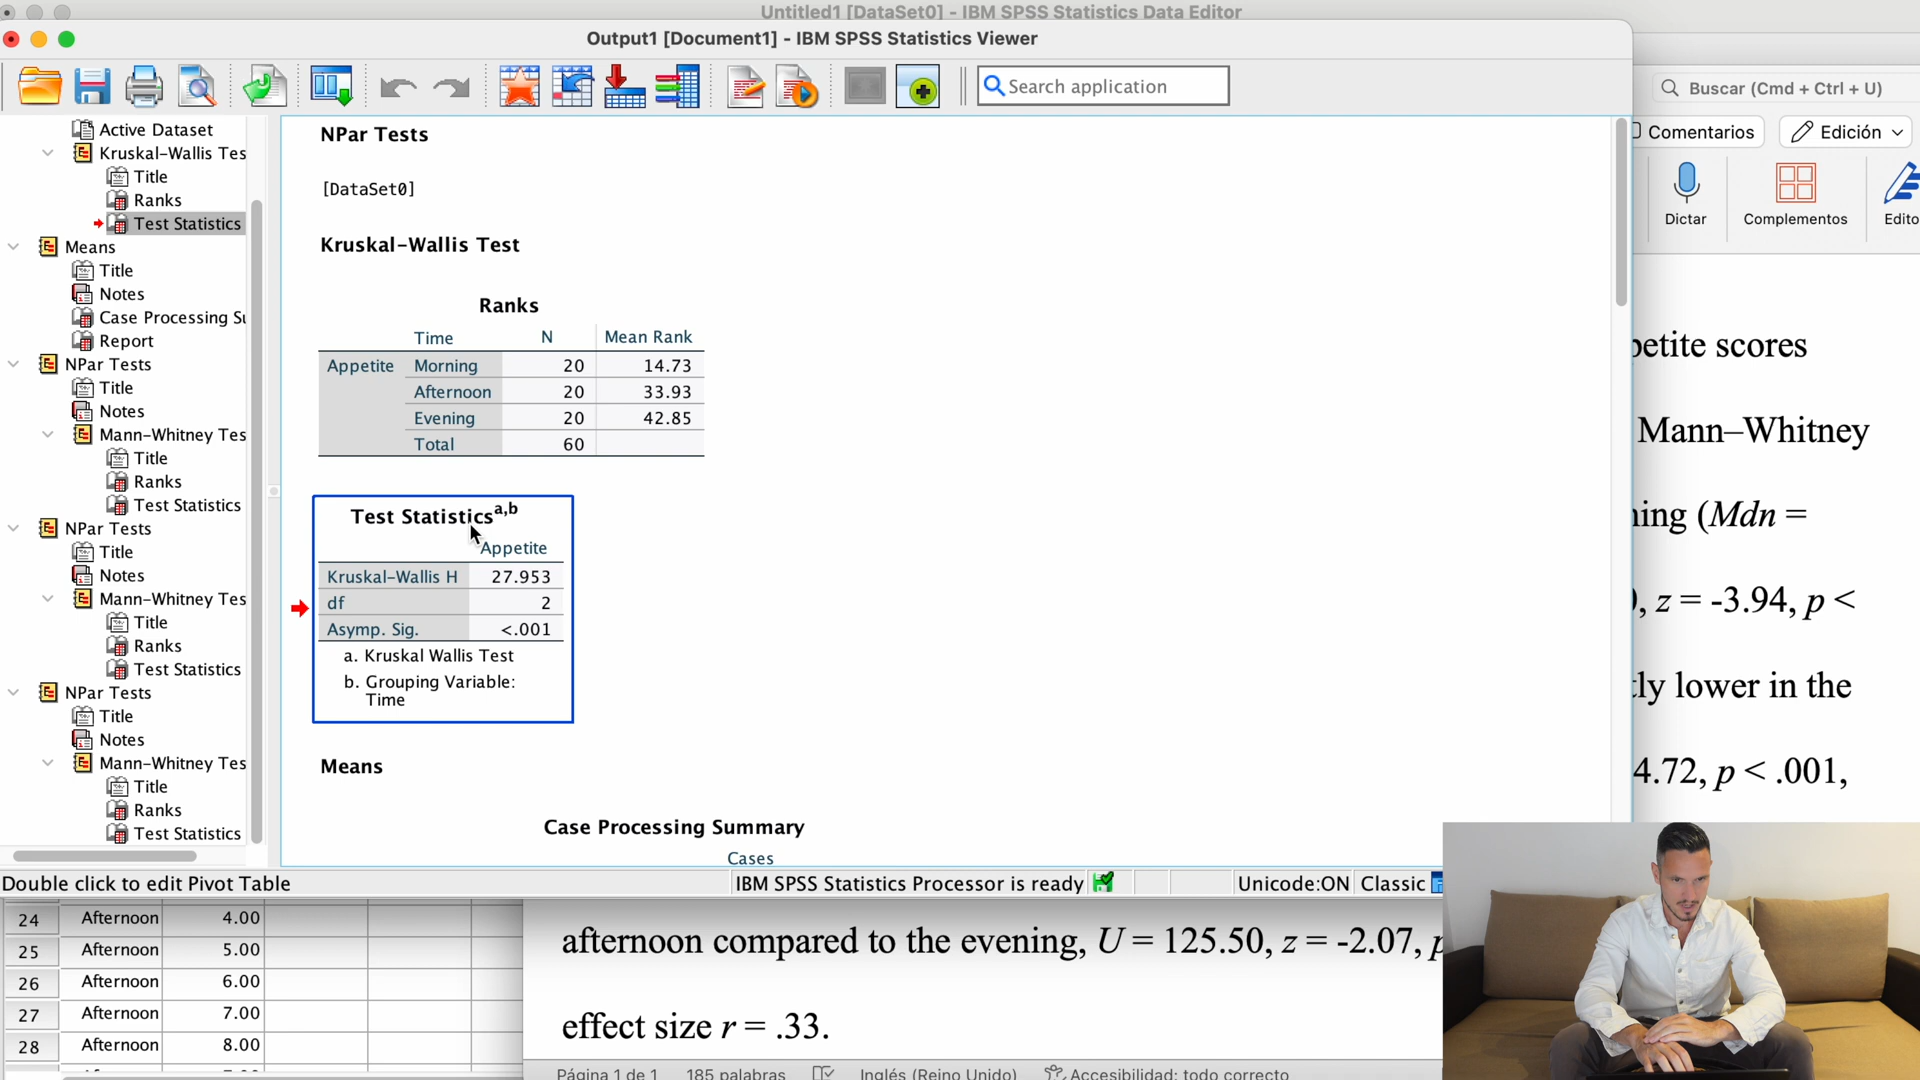 Untitled1 [DataSet0] - IBM SPSS Statistics Data Editor
Output1 [Document1] - IBM SPSS Statistics Viewer
Search application
Buscar (Cmd + Ctrl + U)
Comentarios
Edición
Dictar
Complementos
Active Dataset
Kruskal-Wallis Tes
Title
Ranks
Test Statistics
Means
Title
Notes
Case Processing Su
Report
NPar Tests
Title
Notes
Mann-Whitney Tes
Title
Ranks
Test Statistics
NPar Tests
Title
Notes
Mann-Whitney Tes
Title
Ranks
Test Statistics
NPar Tests
Title
Notes
Mann-Whitney Tes
Title
Ranks
Test Statistics
NPar Tests
[DataSet0]
Kruskal-Wallis Test
Ranks
Time N Mean Rank
Appetite Morning 20 14.73
Afternoon 20 33.93
Evening 20 42.85
Total 60
Test Statistics a,b
Appetite
Kruskal-Wallis H 27.953
df 2
Asymp. Sig. <.001
a. Kruskal Wallis Test
b. Grouping Variable:
Time
Means
Case Processing Summary
Cases
petite scores
Mann–Whitney
ning (Mdn =
, z = -3.94, p <
tly lower in the
4.72, p < .001,
Double click to edit Pivot Table
IBM SPSS Statistics Processor is ready
Unicode:ON
Classic
24 Afternoon 4.00
25 Afternoon 5.00
26 Afternoon 6.00
27 Afternoon 7.00
28 Afternoon 8.00
afternoon compared to the evening, U = 125.50, z = -2.07, p
effect size r = .33.
Página 1 de 1 185 palabras Inglés (Reino Unido) Accesibilidad: todo correcto